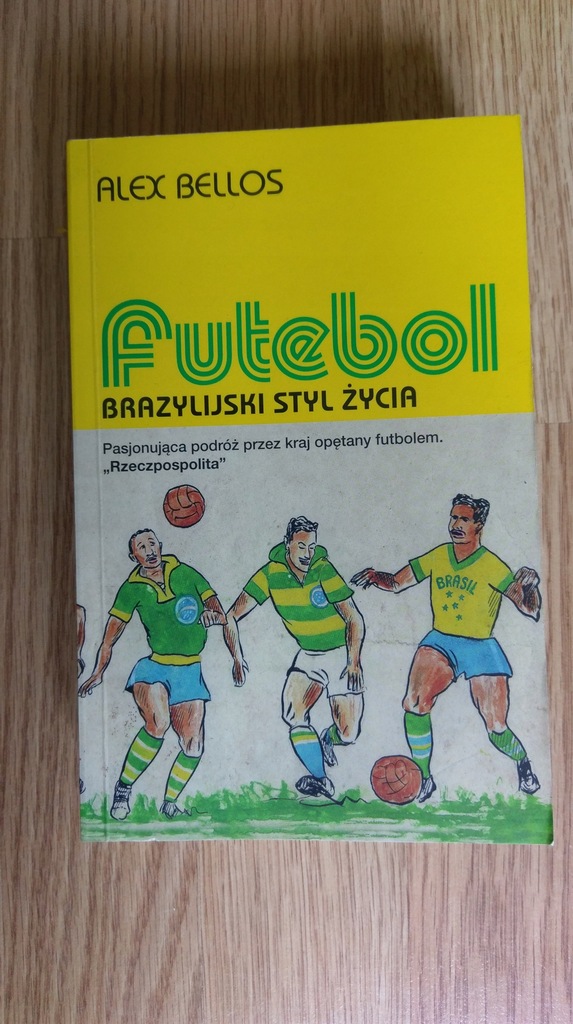 ALEX BELLOS
futebol
BRAZYLIJSKI STYL ŻYCIA
Pasjonująca podróż przez kraj opętany futbolem.
„Rzeczpospolita”
BRASIL